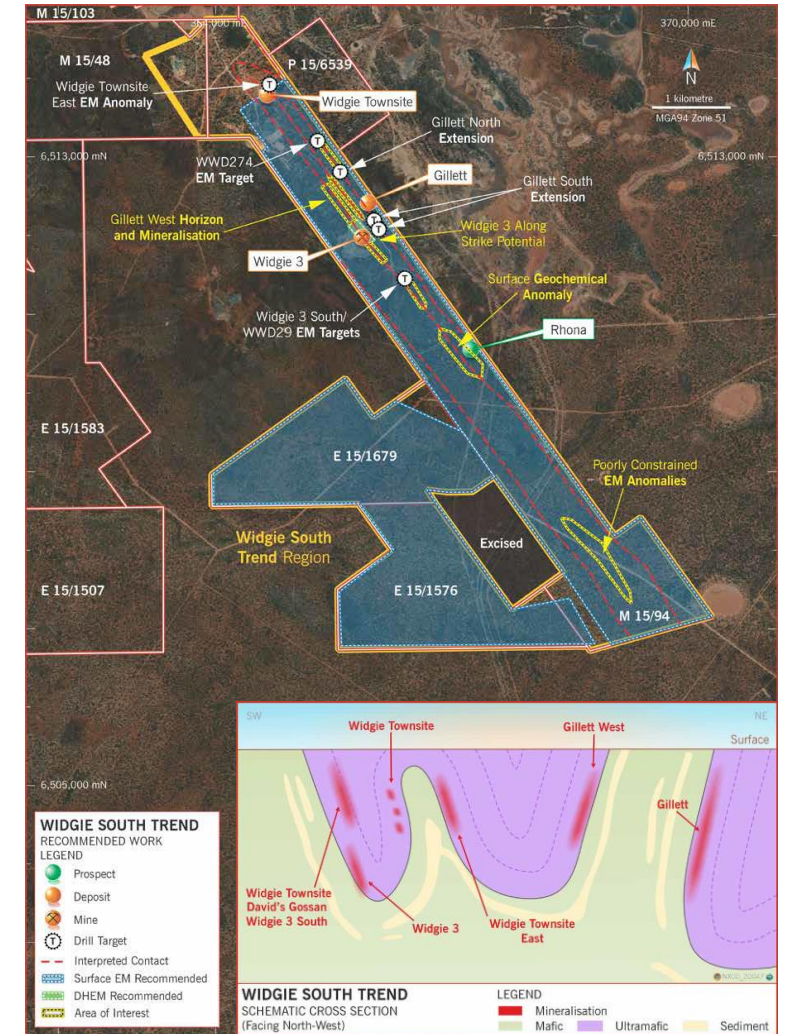 M 15/103
364,000 mE
370,000 mE
M 15/48
P 15/6539
N
Widgie Townsite
East EM Anomaly
Widgie Townsite
1 kilometre
MGA94 Zone 51
Gillett North
Extension
6,513,000 mN
6,513,000 mN
WWD274
EM Target
Gillett
Gillett South
Extension
Gillett West Horizon
and Mineralisation
Widgie 3 Along
Strike Potential
Widgie 3
Surface Geochemical
Anomaly
Widgie 3 South/
WWD29 EM Targets
Rhona
E 15/1583
E 15/1679
Poorly Constrained
EM Anomalies
Widgie South
Trend Region
Excised
E 15/1507
E 15/1576
M 15/94
6,505,000 mN
SW
Widgie Townsite
Gillett West
NE
Surface
Gillett
Widgie Townsite
David's Gossan
Widgie 3 South
Widgie 3
Widgie Townsite
East
WIDGIE SOUTH TREND
RECOMMENDED WORK
LEGEND
Prospect
Deposit
Mine
T Drill Target
Interpreted Contact
Surface EM Recommended
DHEM Recommended
Area of Interest
WIDGIE SOUTH TREND
SCHEMATIC CROSS SECTION
(Facing North-West)
LEGEND
Mineralisation
Mafic
Ultramafic
Sediment
T
T
T
T
T
T